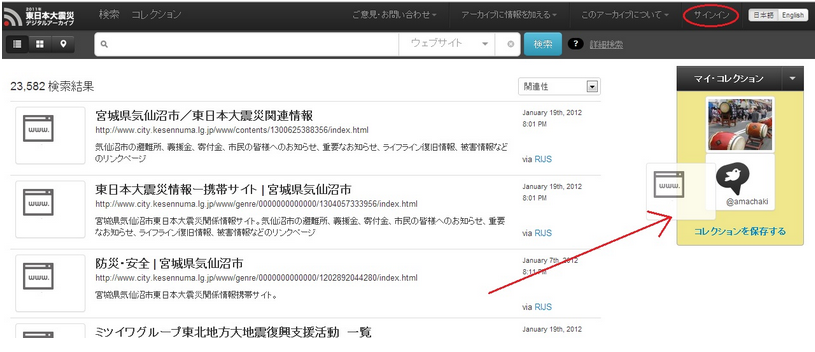 2011年
東日本大震災
デジタルアーカイブ
検索 コレクション ご意見・お問い合わせ アーカイブに情報を加える このアーカイブについて サインイン 日本語 English
ウェブサイト 検索 ? 詳細検索
23,582 検索結果 関連性
マイ・コレクション
www.
宮城県気仙沼市／東日本大震災関連情報
http://www.city.kesennuma.lg.jp/www/contents/1300625388356/index.html
気仙沼市の避難所、義援金、寄付金、市民の皆様へのお知らせ、重要なお知らせ、ライフライン復旧情報、被害情報など
のリンクページ
January 19th, 2012
8:01 PM
via RIJS
www.
東日本大震災情報ー携帯サイト | 宮城県気仙沼市
http://www.city.kesennuma.lg.jp/www/genre/0000000000000/1304057333956/index.html
宮城県気仙沼市東日本大震災関係情報サイト。気仙沼市の避難所、義援金、寄付金、市民の皆様へのお知らせ、重要
なお知らせ、ライフライン復旧情報、被害情報などのリンクページ
January 19th, 2012
8:01 PM
via RIJS
www.
@amachaki
コレクションを保存する
www.
防災・安全 | 宮城県気仙沼市
http://www.city.kesennuma.lg.jp/www/genre/0000000000000/1202892044280/index.html
宮城県気仙沼市東日本大震災関係情報携帯サイト。
January 7th, 2012
8:11 PM
via RIJS
ミツイワグループ東北地方大地震復興支援活動 一覧
January 19th, 2012